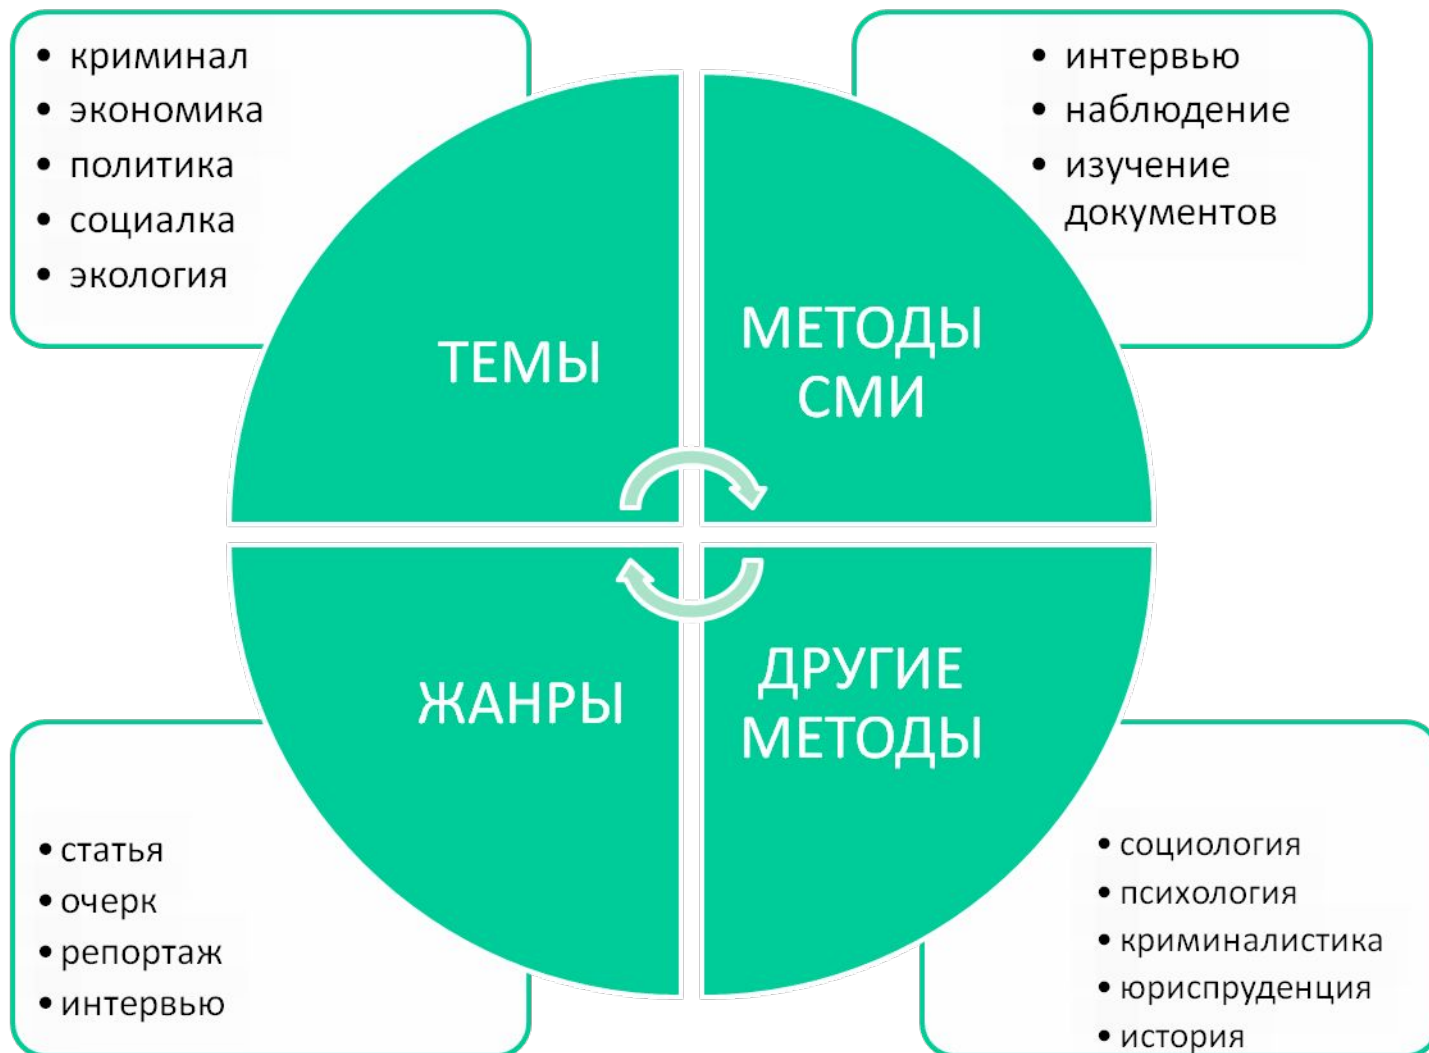 • криминал
• экономика
• политика
• социалка
• экология
• интервью
• наблюдение
• изучение
документов
ТЕМЫ
МЕТОДЫ
СМИ
ЖАНРЫ
ДРУГИЕ
МЕТОДЫ
• статья
• очерк
• репортаж
• интервью
• социология
• психология
• криминалистика
• юриспруденция
• история